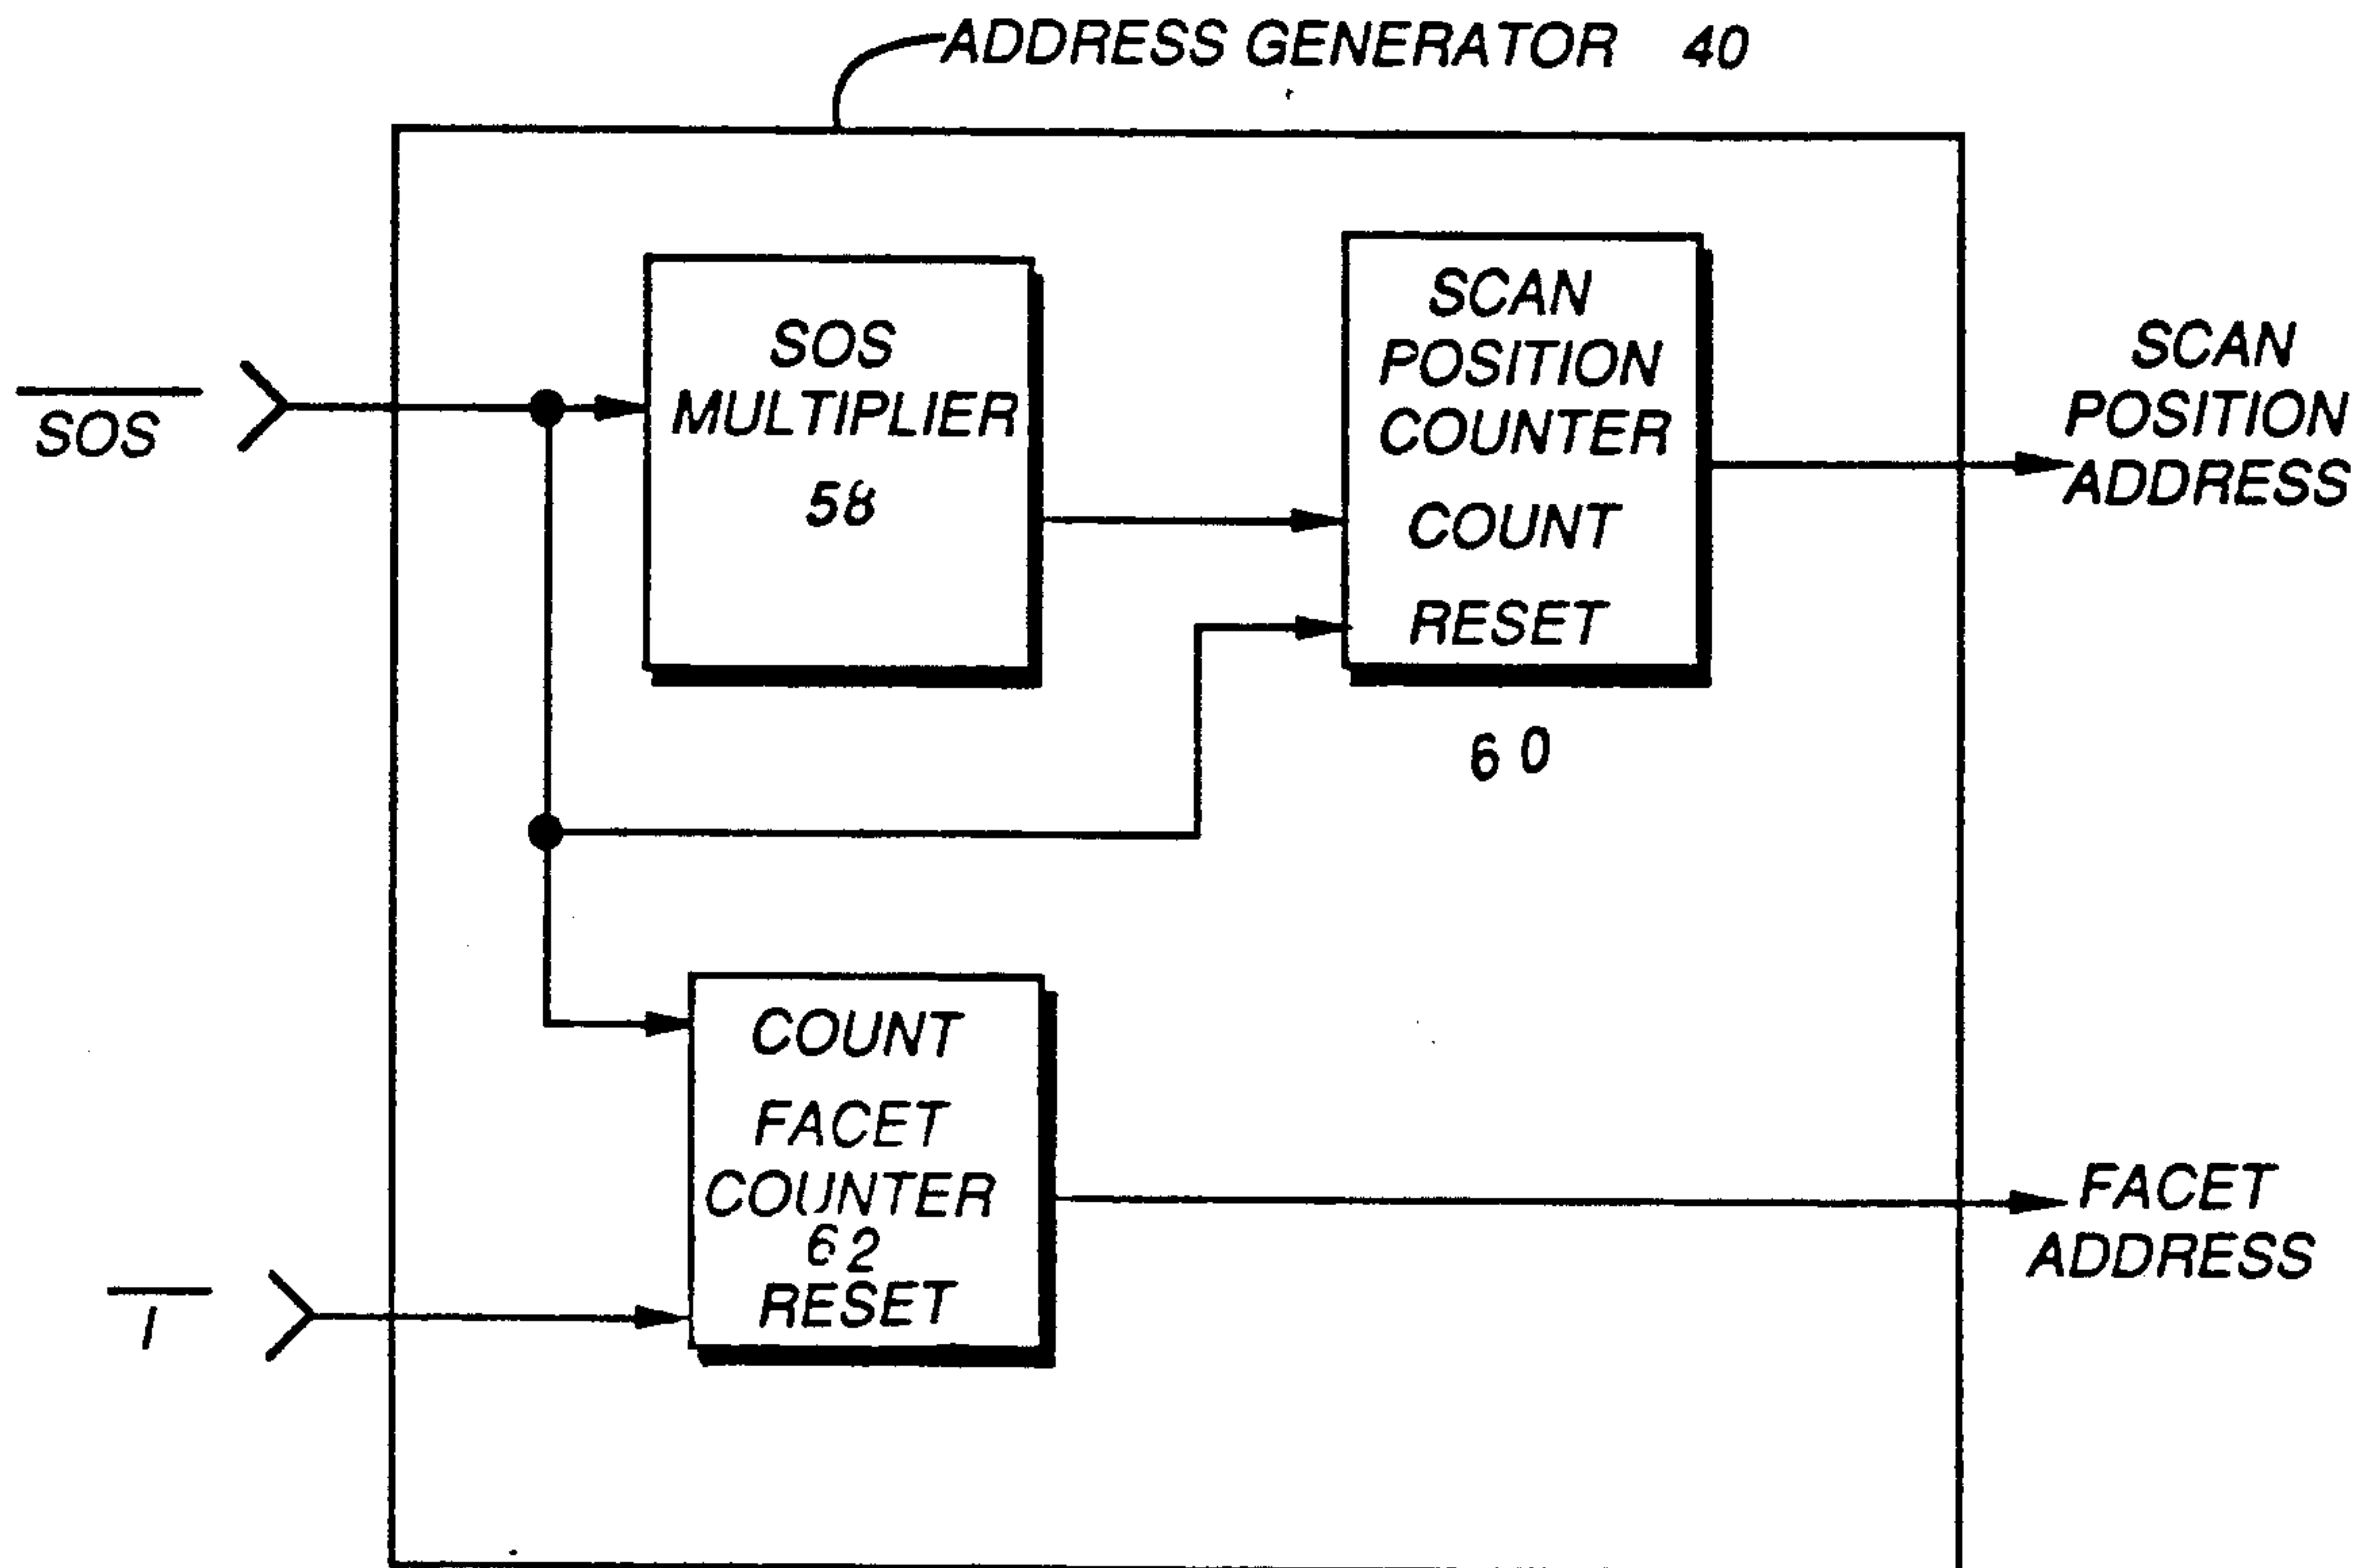 ADDRESS GENERATOR 40
SOS
SOS
MULTIPLIER
58
SCAN
POSITION
COUNTER
COUNT
RESET
60
SCAN
POSITION
ADDRESS
COUNT
FACET
COUNTER
62
RESET
I
FACET
ADDRESS